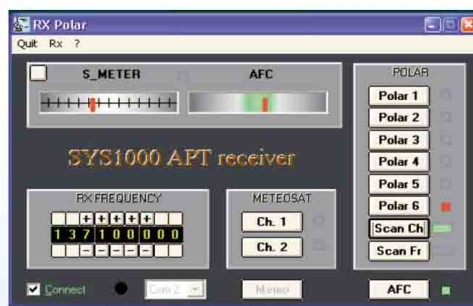 RX Polar
Quit Rx ?
S_METER AFC
POLAR
Polar 1
Polar 2
Polar 3
Polar 4
Polar 5
Polar 6
Scan Ch
Scan Fr
SYS1000 APT receiver
RX FREQUENCY
+ + + + +
1 3 7 1 0 0 0 0 0
- - - - -
METEOSAT
Ch. 1
Ch. 2
Connect Com 2 Memo AFC